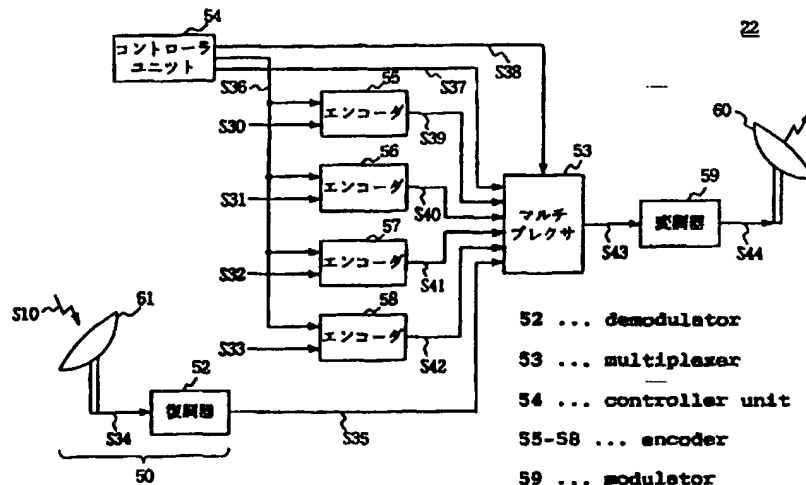 22
54
コントローラ
ユニット
S38
S37
S36
55
エンコーダ
S30
S39
56
エンコーダ
S31
S40
57
エンコーダ
S32
S41
58
エンコーダ
S33
S42
53
マルチ
プレクサ
S43
59
変調器
S44
60
S10
61
S34
52
復調器
S35
50
52 ... demodulator
53 ... multiplexer
54 ... controller unit
55-58 ... encoder
59 ... modulator